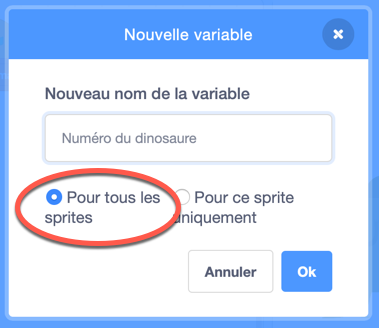 Nouvelle variable
Nouveau nom de la variable
Numéro du dinosaure
Pour tous les
sprites
Pour ce sprite
uniquement
Annuler
Ok